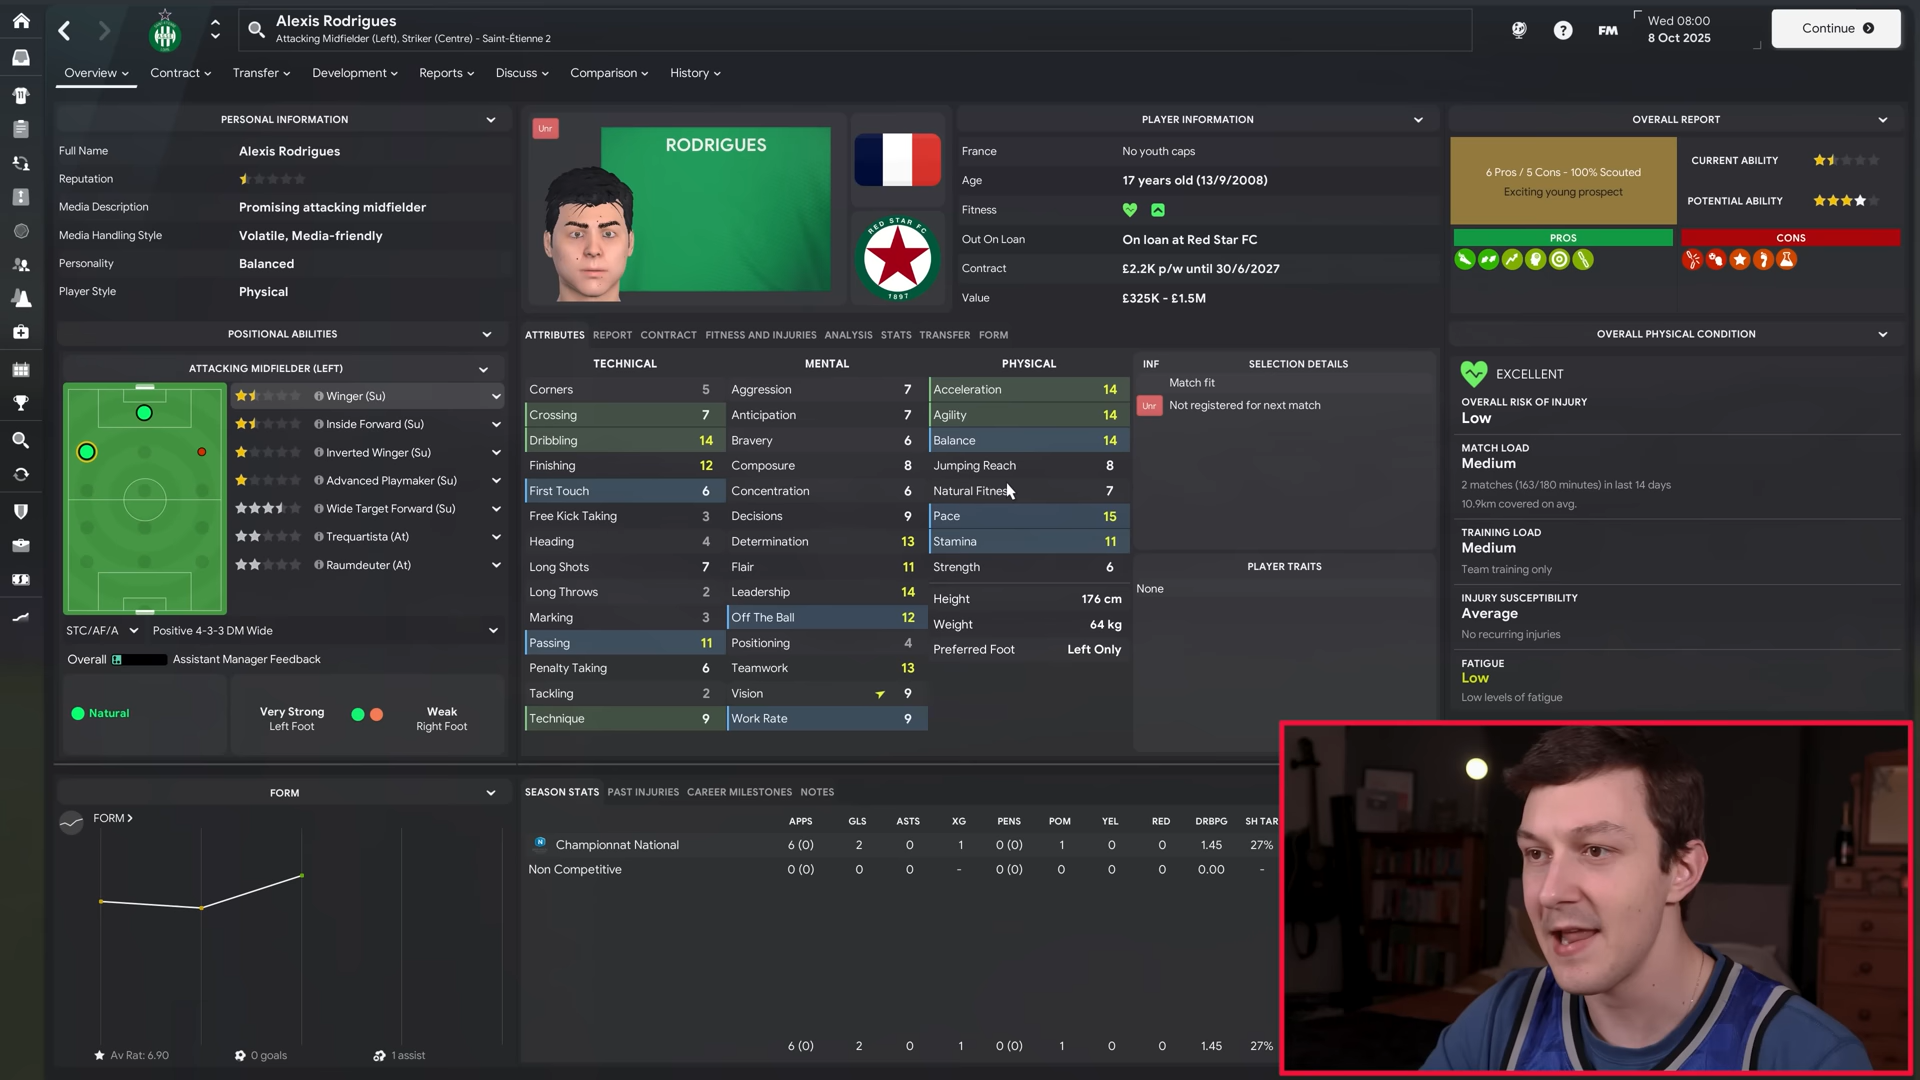 Alexis Rodrigues
Attacking Midfielder (Left), Striker (Centre) - Saint-Étienne 2
FM
Wed 08:00
8 Oct 2025
Continue
Overview
Contract
Transfer
Development
Reports
Discuss
Comparison
History
PERSONAL INFORMATION
Full Name Alexis Rodrigues
Reputation
Media Description Promising attacking midfielder
Media Handling Style Volatile, Media-friendly
Personality Balanced
Player Style Physical
Unr
RODRIGUES
RED STAR FC
1897
PLAYER INFORMATION
France No youth caps
Age 17 years old (13/9/2008)
Fitness
Out On Loan On loan at Red Star FC
Contract £2.2K p/w until 30/6/2027
Value £325K - £1.5M
OVERALL REPORT
6 Pros / 5 Cons - 100% Scouted
Exciting young prospect
CURRENT ABILITY
POTENTIAL ABILITY
PROS
CONS
POSITIONAL ABILITIES
ATTACKING MIDFIELDER (LEFT)
Winger (Su)
Inside Forward (Su)
Inverted Winger (Su)
Advanced Playmaker (Su)
Wide Target Forward (Su)
Trequartista (At)
Raumdeuter (At)
STC/AF/A Positive 4-3-3 DM Wide
Overall Assistant Manager Feedback
Natural
Very Strong
Left Foot
Weak
Right Foot
ATTRIBUTES REPORT CONTRACT FITNESS AND INJURIES ANALYSIS STATS TRANSFER FORM
TECHNICAL
Corners 5
Crossing 7
Dribbling 14
Finishing 12
First Touch 6
Free Kick Taking 3
Heading 4
Long Shots 7
Long Throws 2
Marking 3
Passing 11
Penalty Taking 6
Tackling 2
Technique 9
MENTAL
Aggression 7
Anticipation 7
Bravery 6
Composure 8
Concentration 6
Decisions 9
Determination 13
Flair 11
Leadership 14
Off The Ball 12
Positioning 4
Teamwork 13
Vision 9
Work Rate 9
PHYSICAL
Acceleration 14
Agility 14
Balance 14
Jumping Reach 8
Natural Fitness 7
Pace 15
Stamina 11
Strength 6
Height 176 cm
Weight 64 kg
Preferred Foot Left Only
INF SELECTION DETAILS
Match fit
Unr Not registered for next match
PLAYER TRAITS
None
OVERALL PHYSICAL CONDITION
EXCELLENT
OVERALL RISK OF INJURY
Low
MATCH LOAD
Medium
2 matches (163/180 minutes) in last 14 days
10.9km covered on avg.
TRAINING LOAD
Medium
Team training only
INJURY SUSCEPTIBILITY
Average
No recurring injuries
FATIGUE
Low
Low levels of fatigue
FORM
FORM
Av Rat: 6.90
0 goals
1 assist
SEASON STATS PAST INJURIES CAREER MILESTONES NOTES
APPS GLS ASTS XG PENS POM YEL RED DRBPG SH TAR
Championnat National 6 (0) 2 0 1 0 (0) 1 0 0 1.45 27%
Non Competitive 0 (0) 0 0 - 0 (0) 0 0 0 0.00 -
6 (0) 2 0 1 0 (0) 1 0 0 1.45 27%